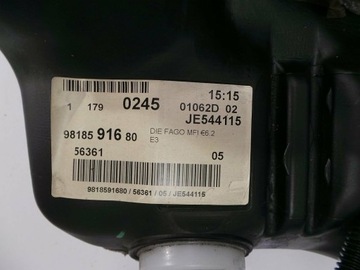 15:15
1 179 0245 01062D 02
JE544115
98185 916 80 DIE FAGO MFI €6.2
E3
56361 05
9818591680 / 56361 / 05 / JE544115